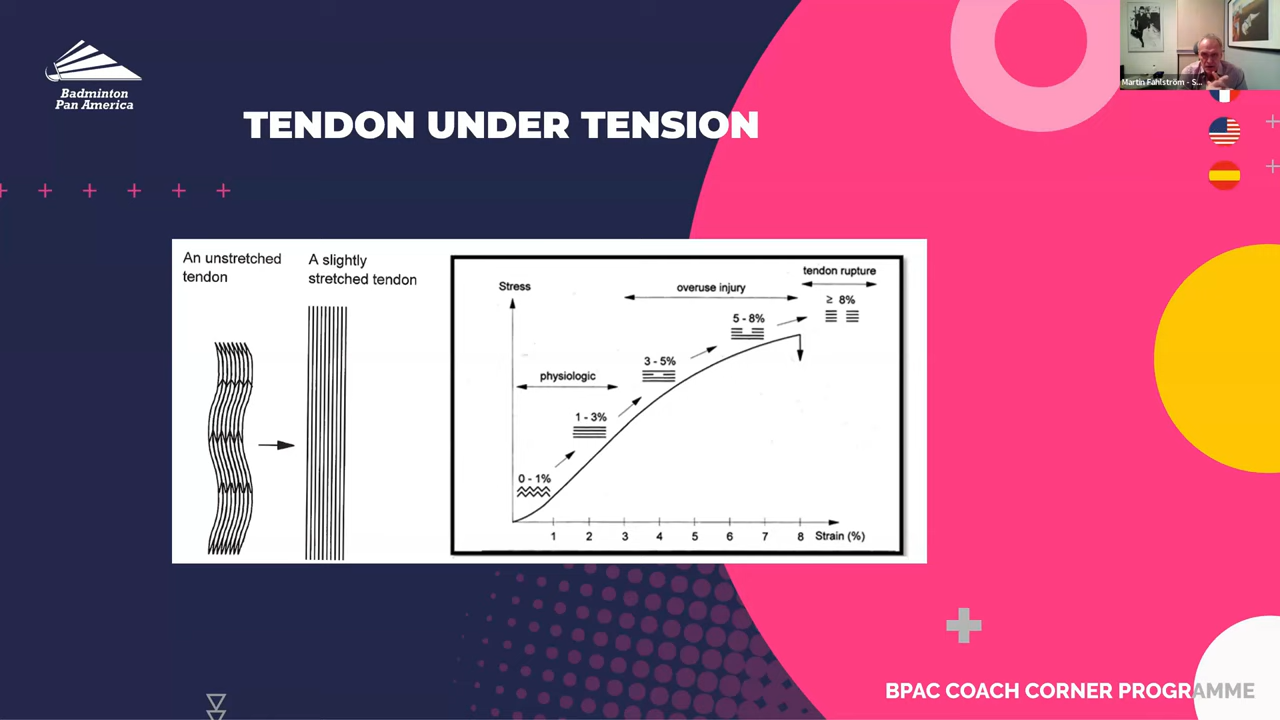 Badminton
Pan America
TENDON UNDER TENSION
Martin Fahlström - S...
An unstretched
tendon
A slightly
stretched tendon
Stress
tendon rupture
overuse injury
≥ 8%
5 - 8%
3 - 5%
physiologic
1 - 3%
0 - 1%
1 2 3 4 5 6 7 8 Strain (%)
BPAC COACH CORNER PROGRAMME